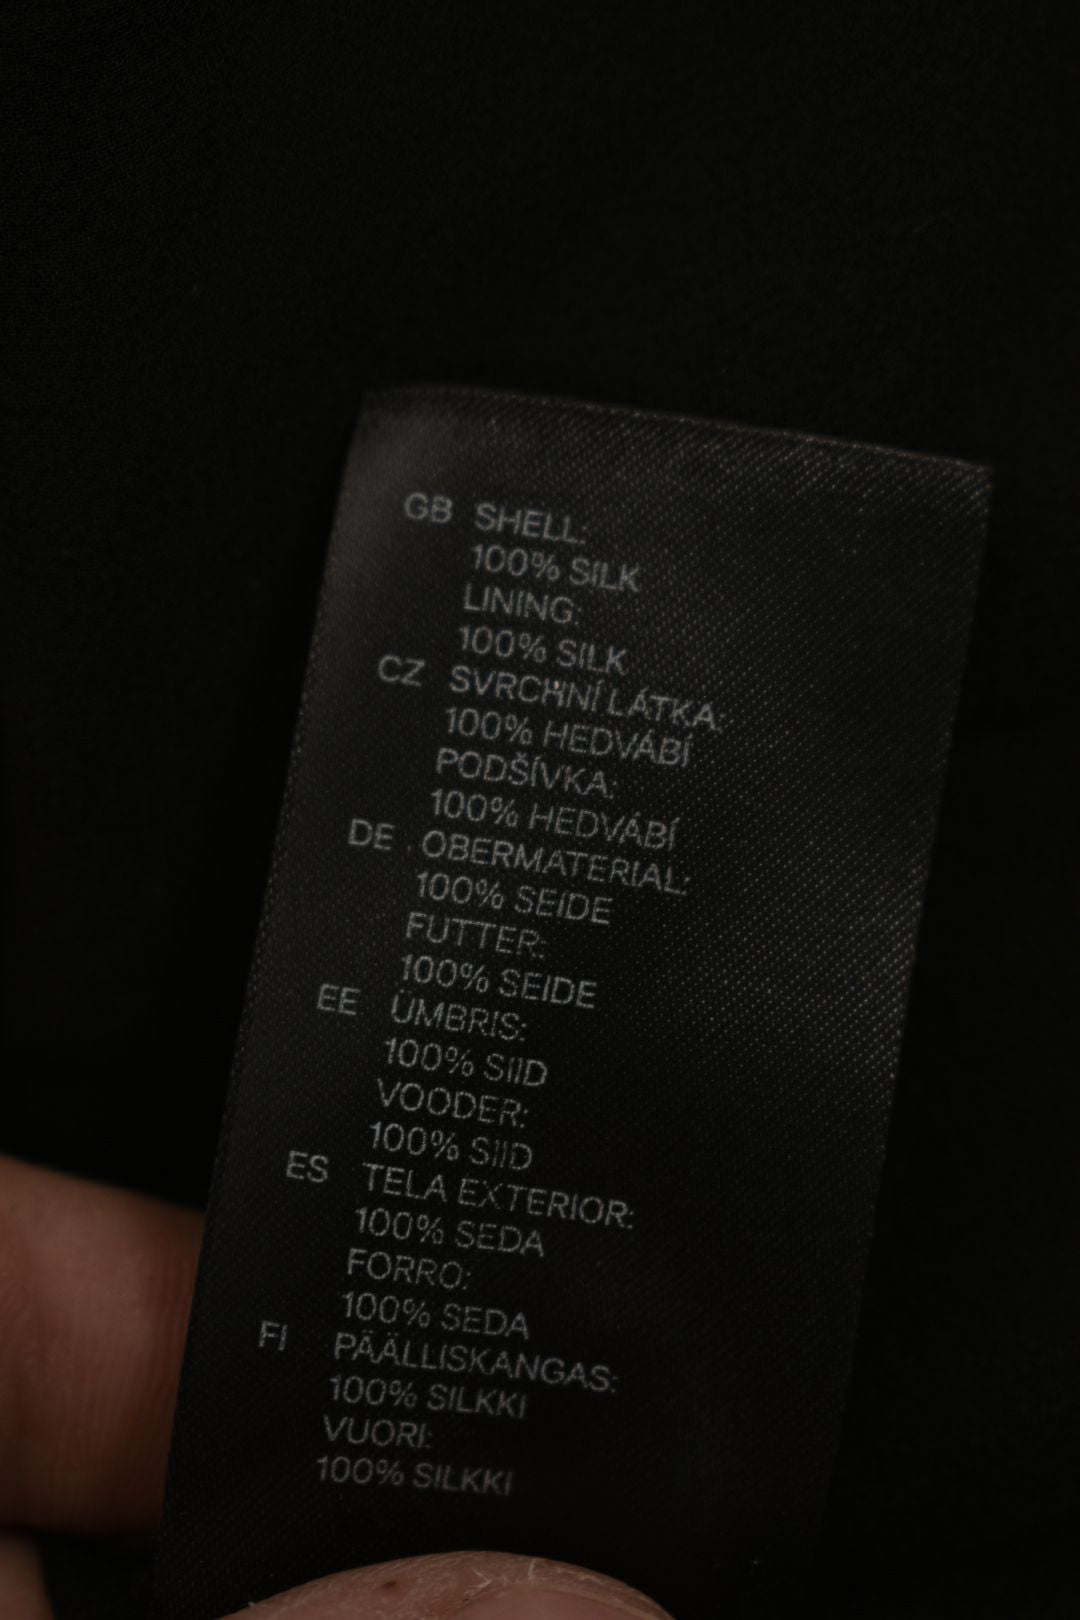 GB SHELL:
100% SILK
LINING:
100% SILK
CZ SVRCHNÍ LÁTKA:
100% HEDVÁBÍ
PODŠÍVKA:
100% HEDVÁBÍ
DE OBERMATERIAL:
100% SEIDE
FUTTER:
100% SEIDE
EE ÜMBRIS:
100% SIID
VOODER:
100% SIID
ES TELA EXTERIOR:
100% SEDA
FORRO:
100% SEDA
FI PÄÄLLISKANGAS:
100% SILKKI
VUORI:
100% SILKKI